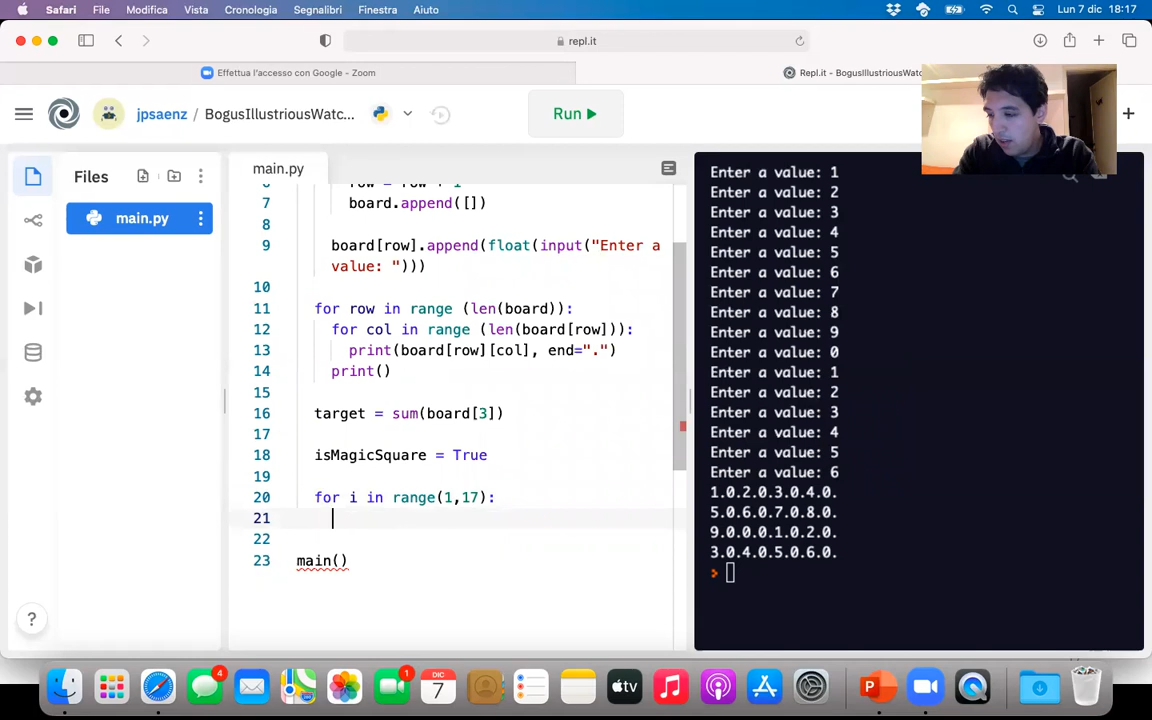 Safari File Modifica Vista Cronologia Segnalibri Finestra Aiuto Lun 7 dic 18:17
repl.it
Effettua l'accesso con Google - Zoom
Repl.it - BogusIllustriousWatc
jpsaenz / BogusIllustriousWatc...
Run
Files
main.py
main.py
7 board.append([])
8
9 board[row].append(float(input("Enter a
value: ")))
10
11 for row in range (len(board)):
12 for col in range (len(board[row])):
13 print(board[row][col], end=".")
14 print()
15
16 target = sum(board[3])
17
18 isMagicSquare = True
19
20 for i in range(1,17):
21
22
23 main()
Enter a value: 1
Enter a value: 2
Enter a value: 3
Enter a value: 4
Enter a value: 5
Enter a value: 6
Enter a value: 7
Enter a value: 8
Enter a value: 9
Enter a value: 0
Enter a value: 1
Enter a value: 2
Enter a value: 3
Enter a value: 4
Enter a value: 5
Enter a value: 6
1.0.2.0.3.0.4.0.
5.0.6.0.7.0.8.0.
9.0.0.0.1.0.2.0.
3.0.4.0.5.0.6.0.
?
4
1
DIC
7
tv